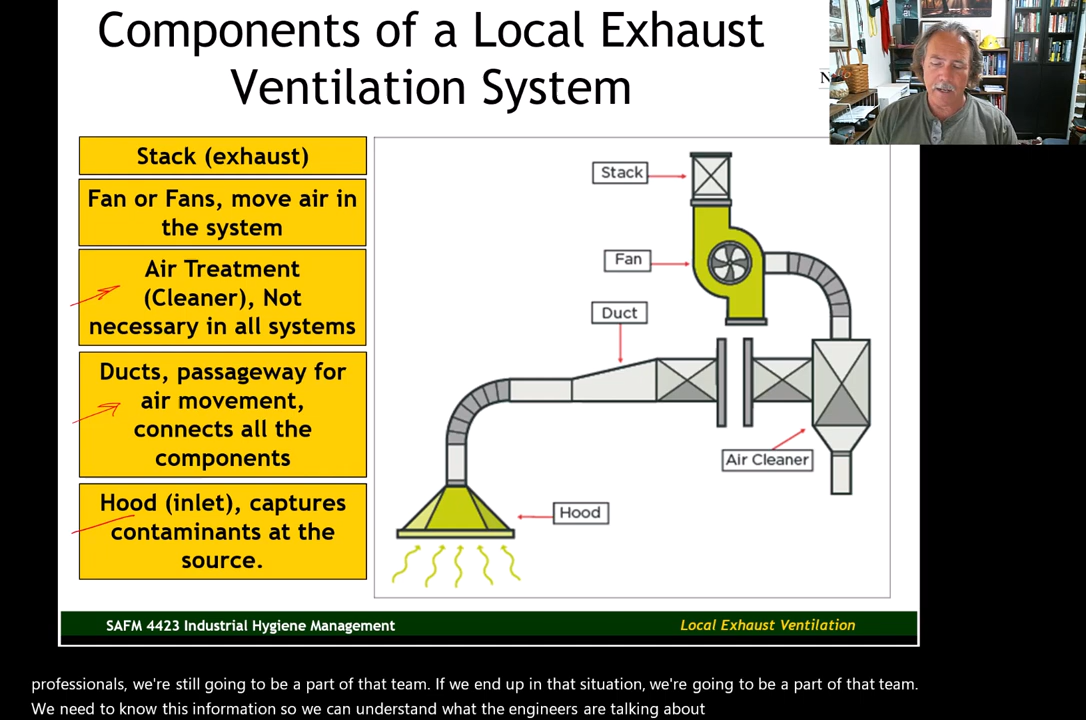 Components of a Local Exhaust
Ventilation System
Stack (exhaust)
Fan or Fans, move air in
the system
Air Treatment
(Cleaner), Not
necessary in all systems
Ducts, passageway for
air movement,
connects all the
components
Hood (inlet), captures
contaminants at the
source.
Stack
Fan
Duct
Air Cleaner
Hood
SAFM 4423 Industrial Hygiene Management
Local Exhaust Ventilation
professionals, we're still going to be a part of that team. If we end up in that situation, we're going to be a part of that team.
We need to know this information so we can understand what the engineers are talking about